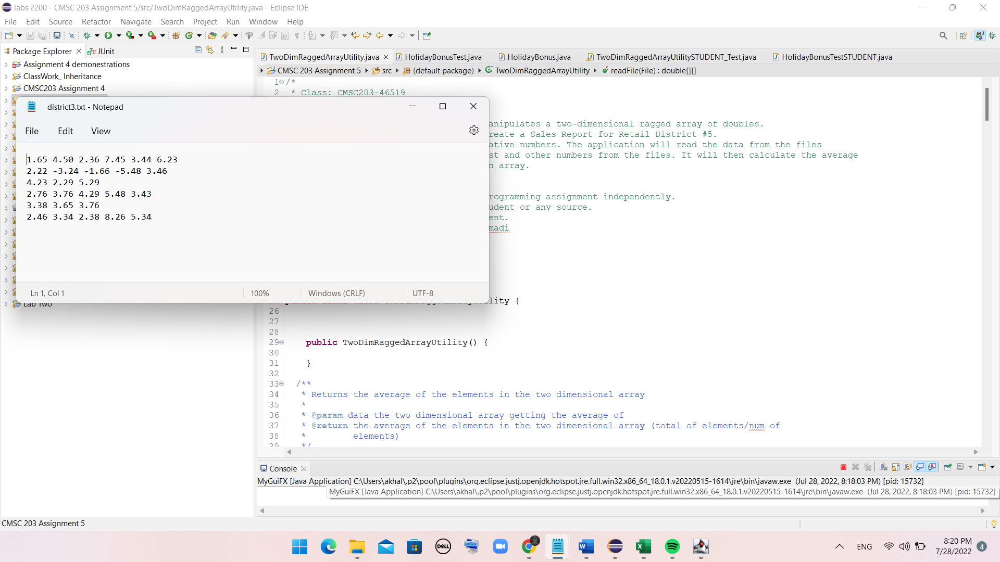 labs 2200 - CMSC 203 Assignment 5/src/TwoDimRaggedArrayUtility.java - Eclipse IDE
File Edit Source Refactor Navigate Search Project Run Window Help
Package Explorer JUnit
Assignment 4 demonestrations
ClassWork_ Inheritance
CMSC203 Assignment 4
Lab Two
TwoDimRaggedArrayUtility.java HolidayBonusTest.java HolidayBonus.java TwoDimRaggedArrayUtilitySTUDENT_Test.java HolidayBonusTestSTUDENT.java
CMSC 203 Assignment 5 src (default package) TwoDimRaggedArrayUtility readFile(File) : double[][]
1 /*
2 * Class: CMSC203-46519
anipulates a two-dimensional ragged array of doubles.
reate a Sales Report for Retail District #5.
ative numbers. The application will read the data from the files
st and other numbers from the files. It will then calculate the average
n array.
rogramming assignment independently.
udent or any source.
ent.
madi
lity {
26
27
28
29 public TwoDimRaggedArrayUtility() {
30
31 }
32
33 /**
34 * Returns the average of the elements in the two dimensional array
35 *
36 * @param data the two dimensional array getting the average of
37 * @return the average of the elements in the two dimensional array (total of elements/num of
38 * elements)
39 */
district3.txt - Notepad
File Edit View
1.65 4.50 2.36 7.45 3.44 6.23
2.22 -3.24 -1.66 -5.48 3.46
4.23 2.29 5.29
2.76 3.76 4.29 5.48 3.43
3.38 3.65 3.76
2.46 3.34 2.38 8.26 5.34
Ln 1, Col 1 100% Windows (CRLF) UTF-8
Console
MyGuiFX [Java Application] C:\Users\akhal\.p2\pool\plugins\org.eclipse.justj.openjdk.hotspot.jre.full.win32.x86_64_18.0.1.v20220515-1614\jre\bin\javaw.exe (Jul 28, 2022, 8:18:03 PM) [pid: 15732]
MyGuiFX [Java Application] C:\Users\akhal\.p2\pool\plugins\org.eclipse.justj.openjdk.hotspot.jre.full.win32.x86_64_18.0.1.v20220515-1614\jre\bin\javaw.exe (Jul 28, 2022, 8:18:03 PM) [pid: 15732]
CMSC 203 Assignment 5
DELL
ENG
8:20 PM
7/28/2022
4